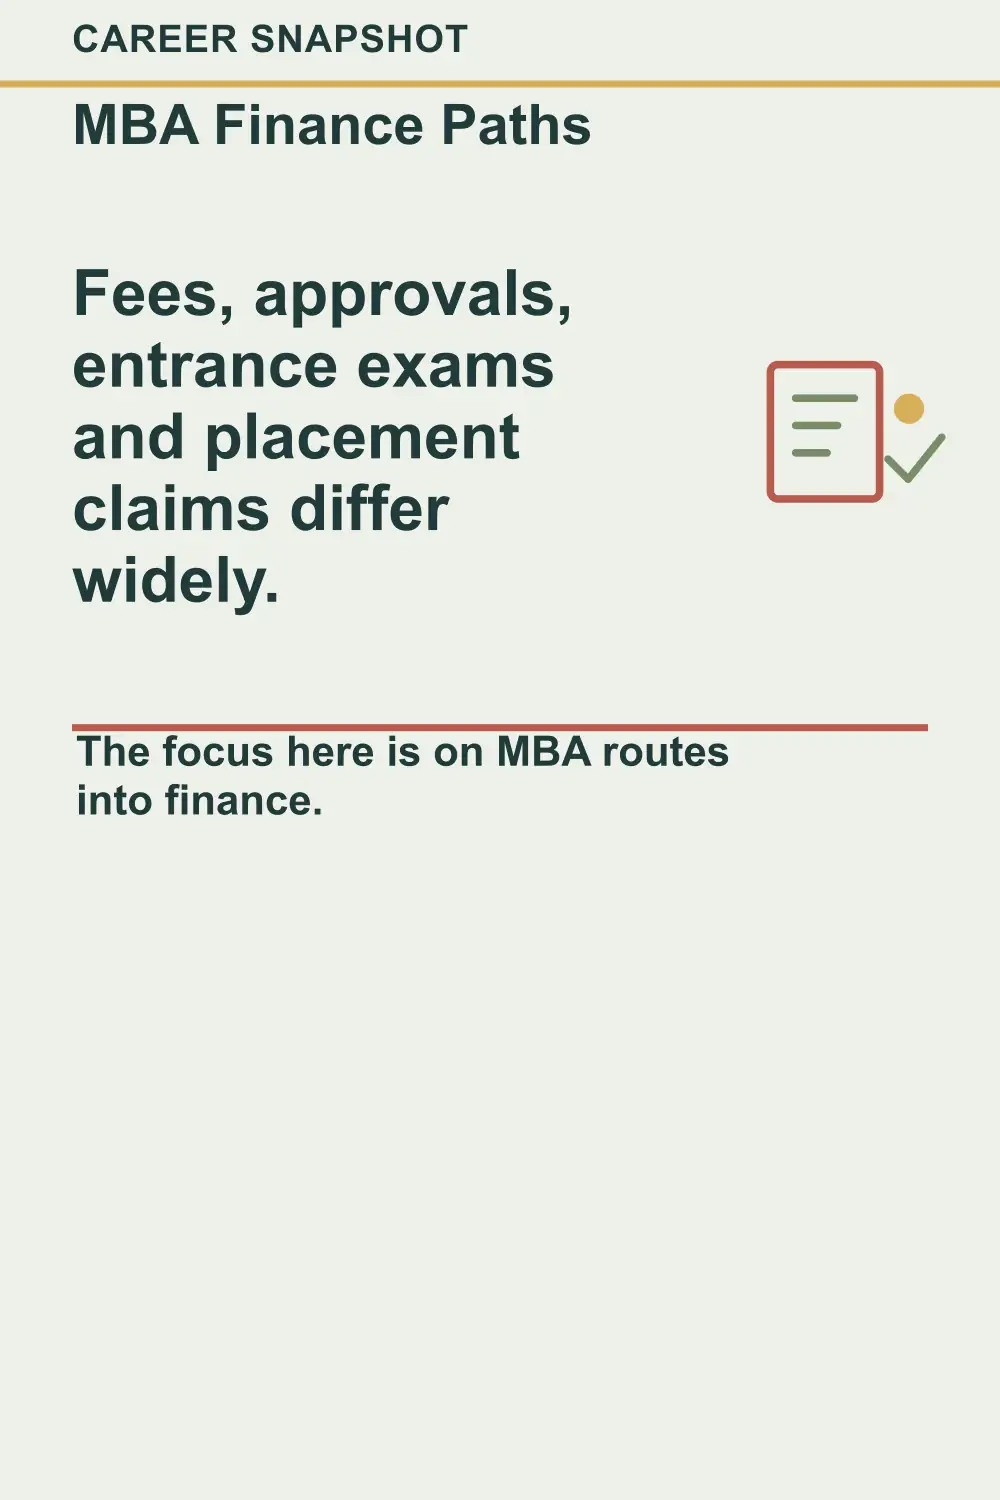 CAREER SNAPSHOT
MBA Finance Paths
Fees, approvals,
entrance exams
and placement
claims differ
widely.
The focus here is on MBA routes
into finance.